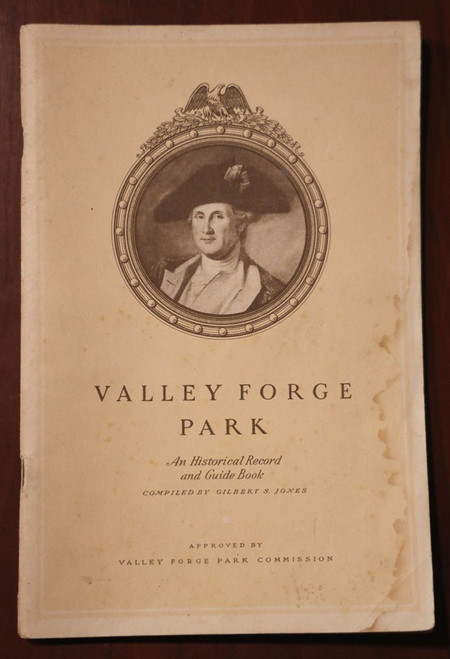 VALLEY FORGE
PARK
An Historical Record
and Guide Book
COMPILED BY GILBERT S. JONES
APPROVED BY
VALLEY FORGE PARK COMMISSION